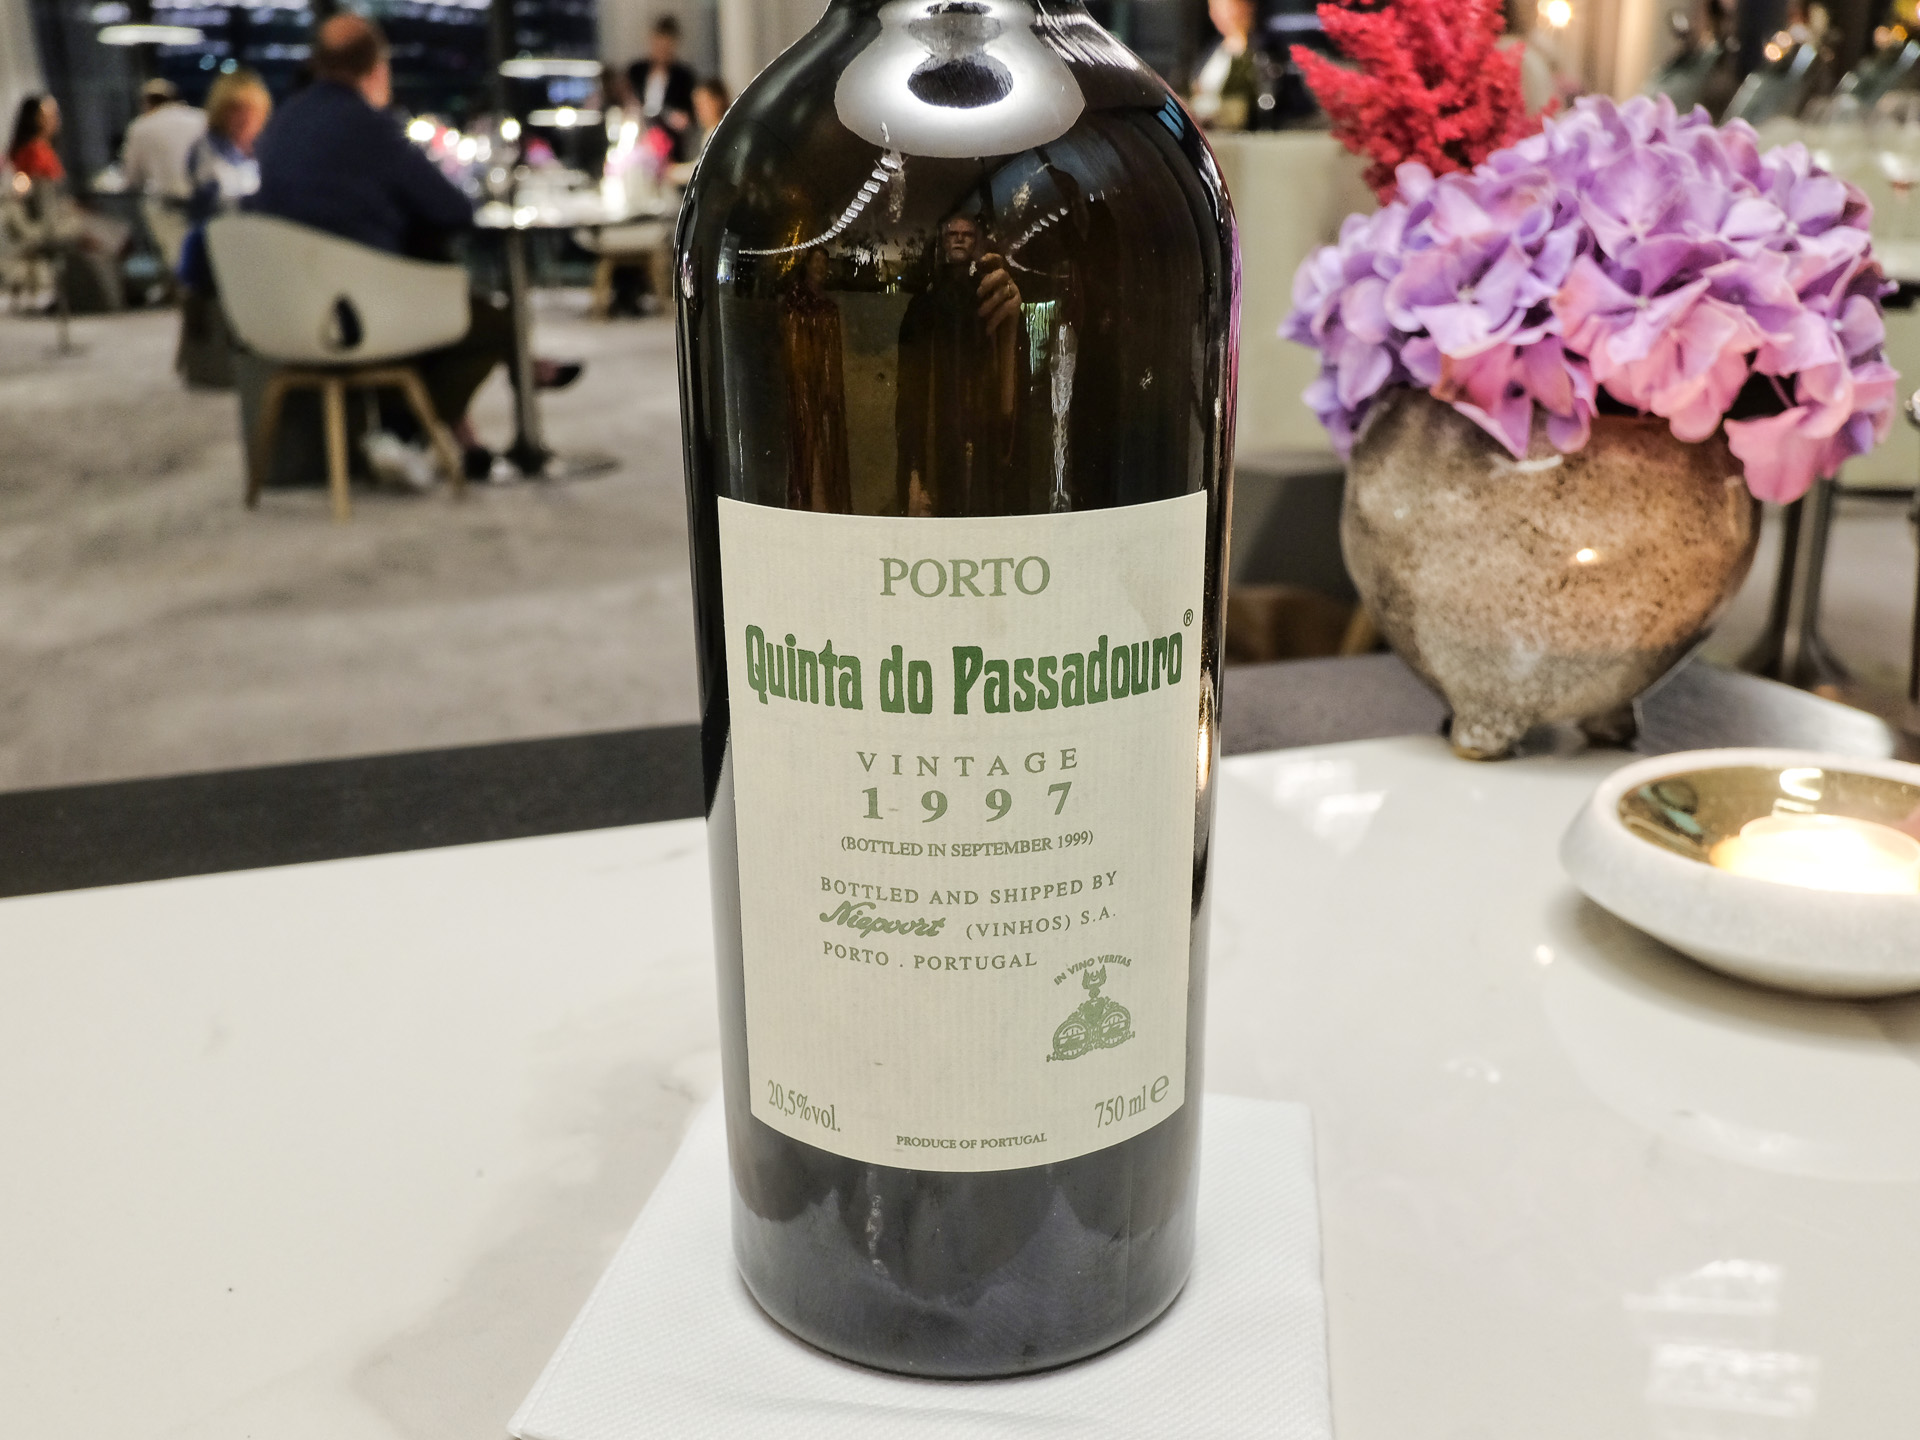 PORTO
Quinta do Passadouro®
VINTAGE
1997
(BOTTLED IN SEPTEMBER 1999)
BOTTLED AND SHIPPED BY
Niepoort (VINHOS) S.A.
PORTO . PORTUGAL
IN VINO VERITAS
20,5%vol.
750 ml e
PRODUCE OF PORTUGAL